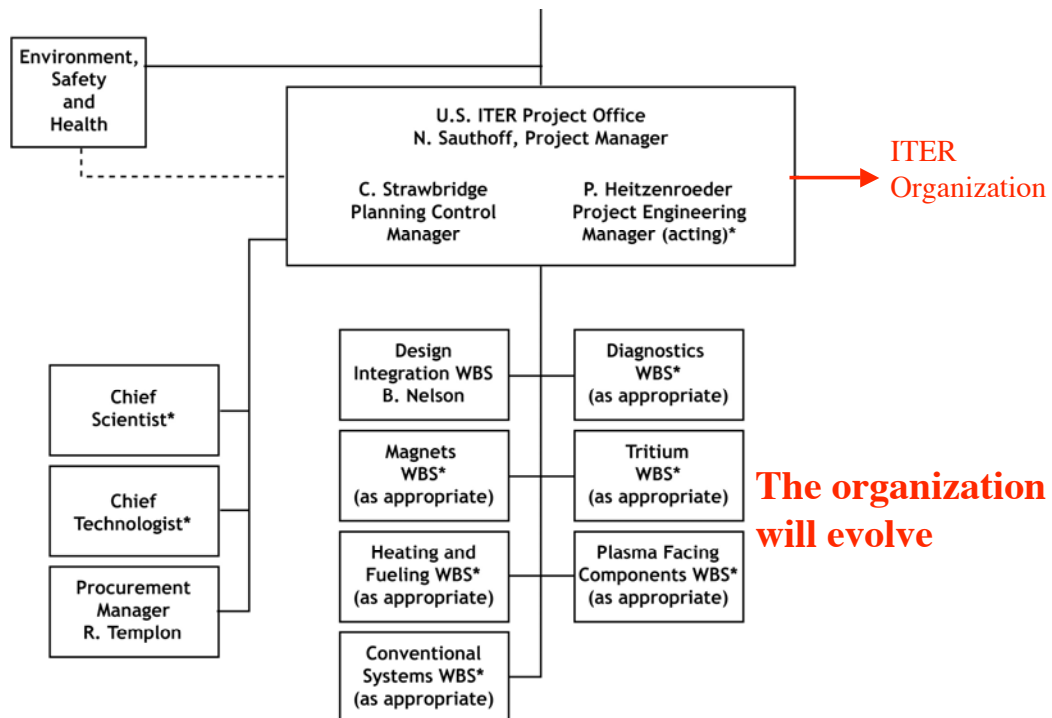 Environment,
Safety
and
Health
U.S. ITER Project Office
N. Sauthoff, Project Manager
C. Strawbridge
Planning Control
Manager
P. Heitzenroeder
Project Engineering
Manager (acting)*
ITER
Organization
Chief
Scientist*
Chief
Technologist*
Procurement
Manager
R. Templon
Design
Integration WBS
B. Nelson
Diagnostics
WBS*
(as appropriate)
Magnets
WBS*
(as appropriate)
Tritium
WBS*
(as appropriate)
Heating and
Fueling WBS*
(as appropriate)
Plasma Facing
Components WBS*
(as appropriate)
Conventional
Systems WBS*
(as appropriate)
The organization
will evolve